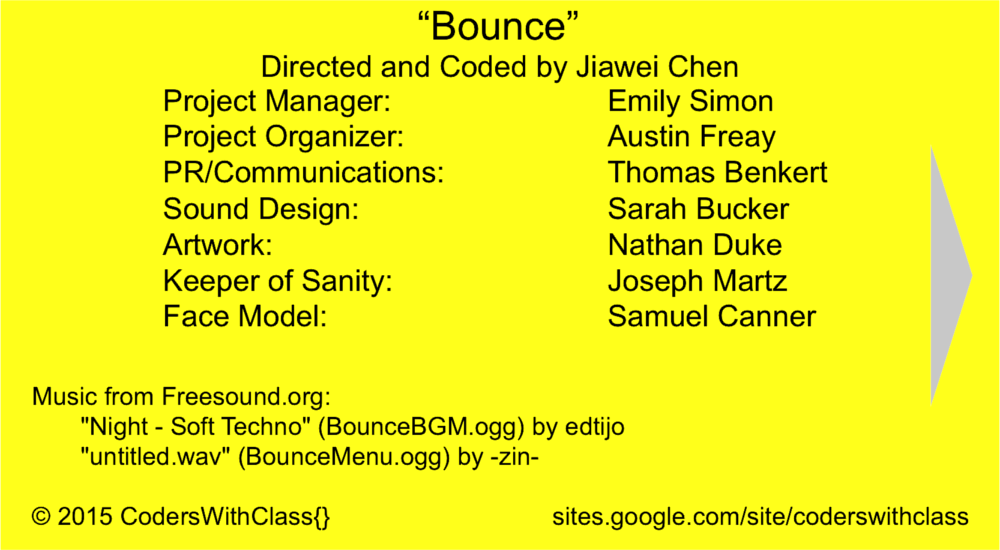 “Bounce”
Directed and Coded by Jiawei Chen
Project Manager: Emily Simon
Project Organizer: Austin Freay
PR/Communications: Thomas Benkert
Sound Design: Sarah Bucker
Artwork: Nathan Duke
Keeper of Sanity: Joseph Martz
Face Model: Samuel Canner
Music from Freesound.org:
"Night - Soft Techno" (BounceBGM.ogg) by edtijo
"untitled.wav" (BounceMenu.ogg) by -zin-
© 2015 CodersWithClass{} sites.google.com/site/coderswithclass